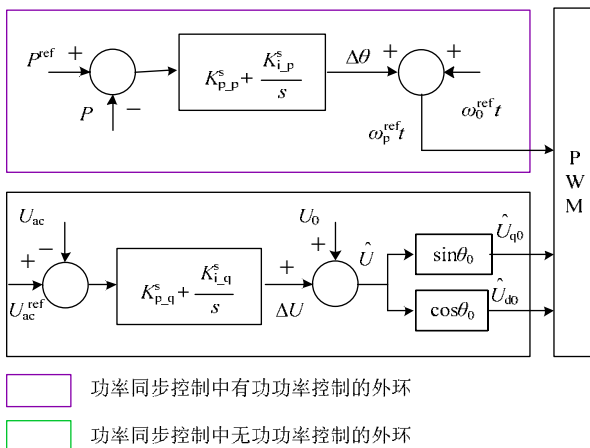 P^ref + − P K^s_p_p + K^s_i_p / s Δθ + + ω^ref_p t ω^ref_0 t
U_ac − + U^ref_ac K^s_p_q + K^s_i_q / s + ΔU U_0 + Û sinθ_0 cosθ_0 Û_q0 Û_d0
P
W
M
功率同步控制中有功功率控制的外环
功率同步控制中无功功率控制的外环